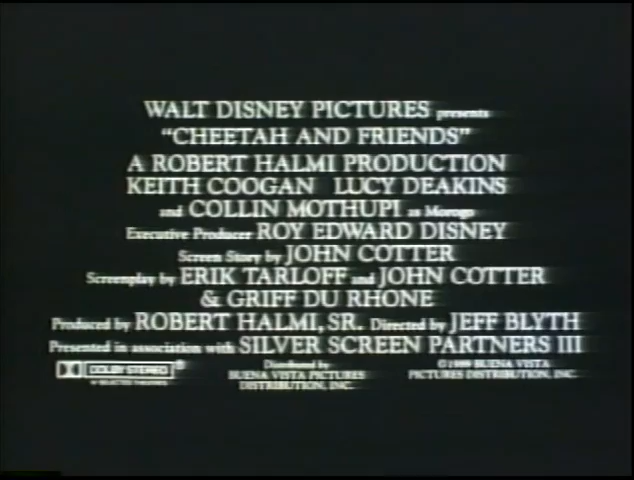 WALT DISNEY PICTURES presents
"CHEETAH AND FRIENDS"
A ROBERT HALMI PRODUCTION
KEITH COOGAN LUCY DEAKINS
and COLLIN MOTHUPI as Morogo
Executive Producer ROY EDWARD DISNEY
Screen Story by JOHN COTTER
Screenplay by ERIK TARLOFF and JOHN COTTER
& GRIFF DU RHONE
Produced by ROBERT HALMI, SR. Directed by JEFF BLYTH
Presented in association with SILVER SCREEN PARTNERS III
DOLBY STEREO ®
IN SELECTED THEATRES
Distributed by
BUENA VISTA PICTURES
DISTRIBUTION, INC.
© 1989 BUENA VISTA
PICTURES DISTRIBUTION, INC.